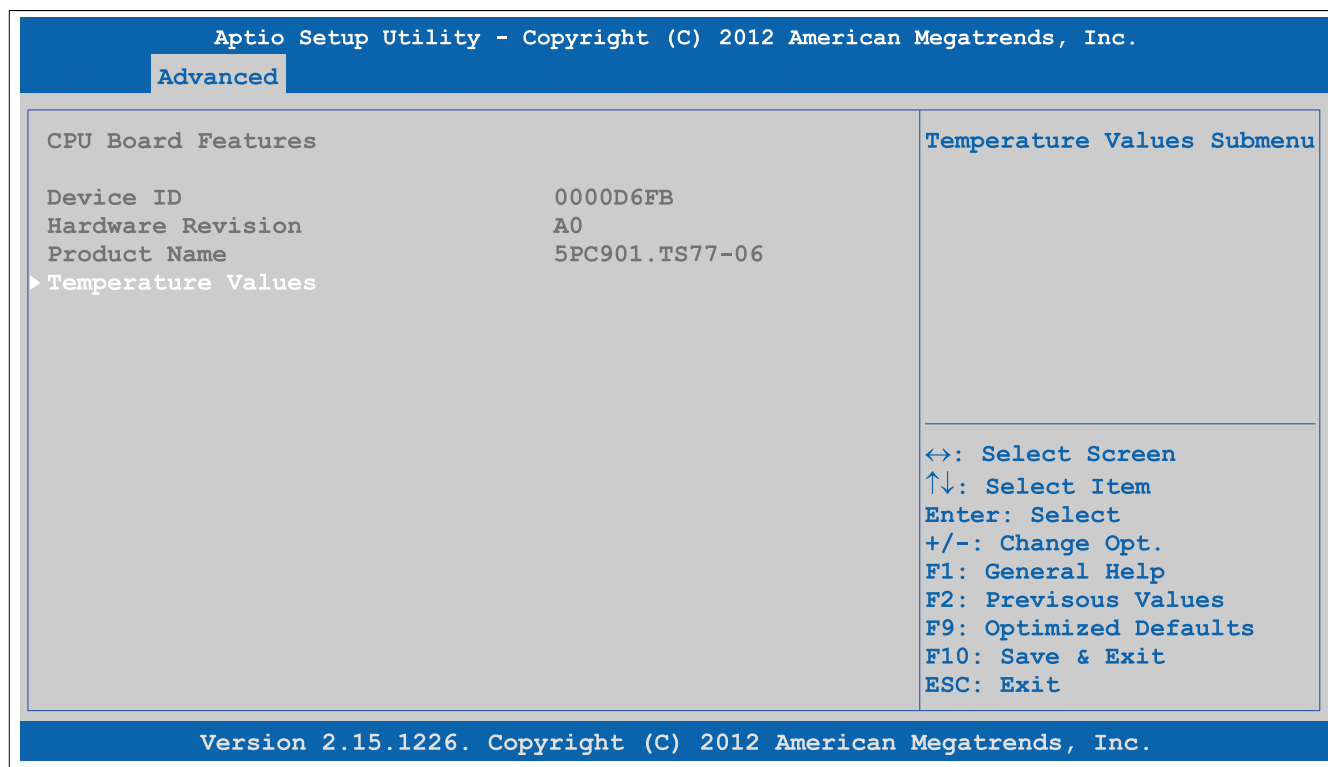 Aptio Setup Utility - Copyright (C) 2012 American Megatrends, Inc.
Advanced
CPU Board Features
Device ID 0000D6FB
Hardware Revision A0
Product Name 5PC901.TS77-06
Temperature Values
Temperature Values Submenu
↔: Select Screen
↑↓: Select Item
Enter: Select
+/-: Change Opt.
F1: General Help
F2: Previsous Values
F9: Optimized Defaults
F10: Save & Exit
ESC: Exit
Version 2.15.1226. Copyright (C) 2012 American Megatrends, Inc.